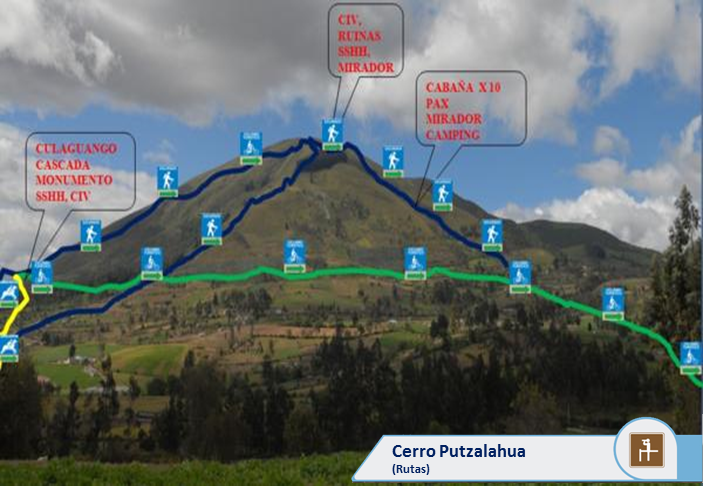 CIV,
RUINAS
SSHH,
MIRADOR
CABAÑA X 10
PAX
MIRADOR
CAMPING
CULAGUANGO
CASCADA
MONUMENTO
SSHH, CIV
Cerro Putzalahua
(Rutas)